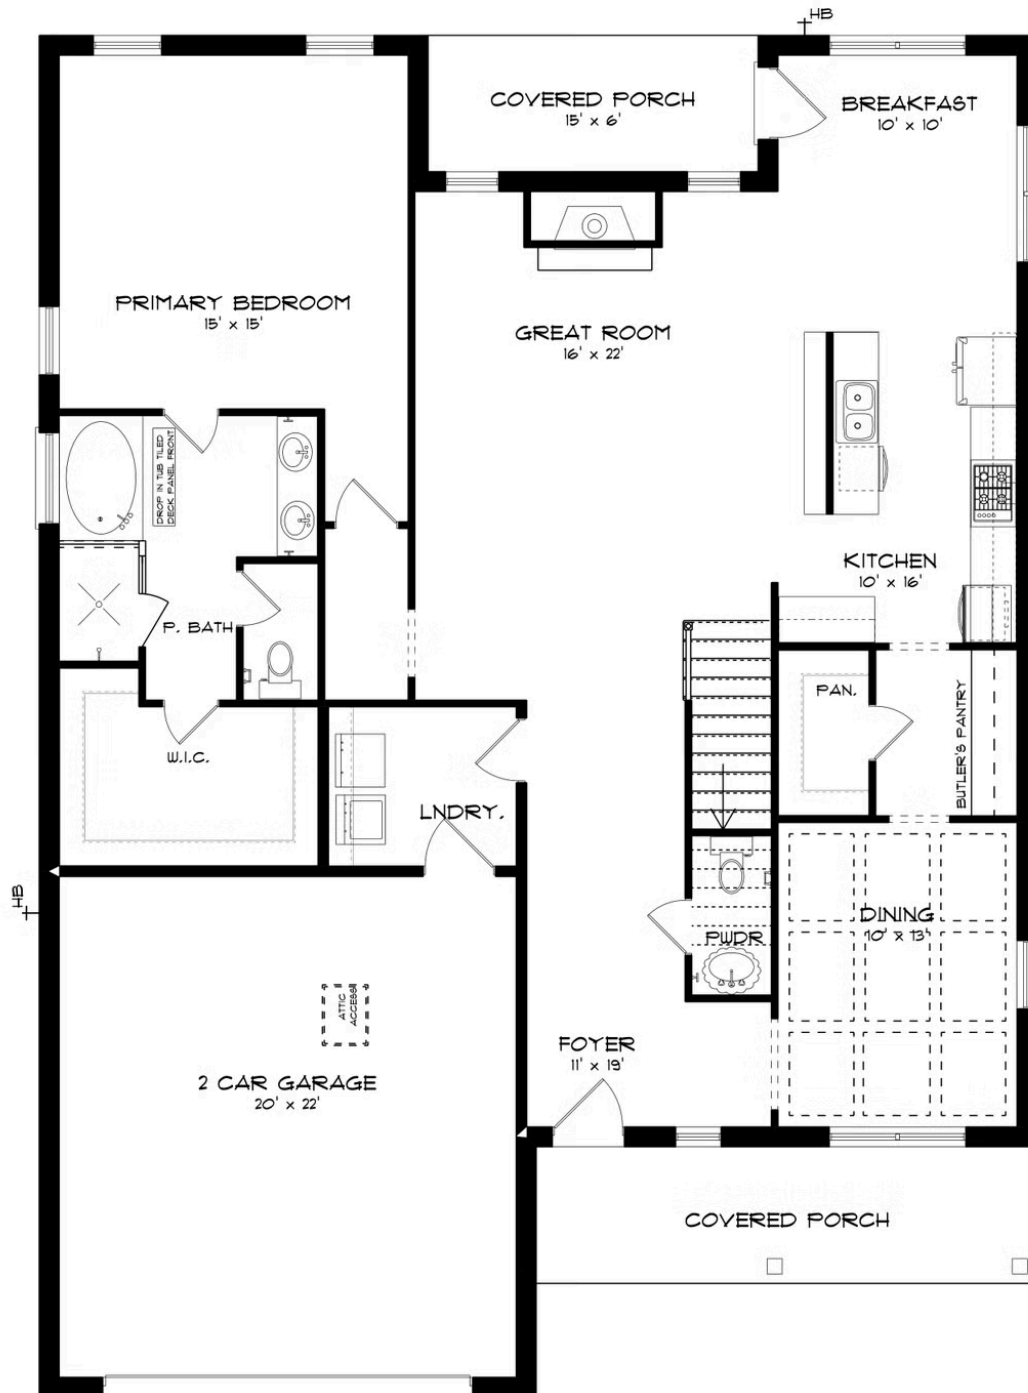 HB
COVERED PORCH
15' x 6'
BREAKFAST
10' x 10'
PRIMARY BEDROOM
15' x 15'
GREAT ROOM
16' x 22'
DROP IN TUB TILED
DECK PANEL FRONT
KITCHEN
10' x 16'
P. BATH
PAN.
BUTLER'S PANTRY
W.I.C.
LNDRY.
HB
DINING
10' x 13'
PWDR
ATTIC
ACCESS
FOYER
11' x 19'
2 CAR GARAGE
20' x 22'
COVERED PORCH